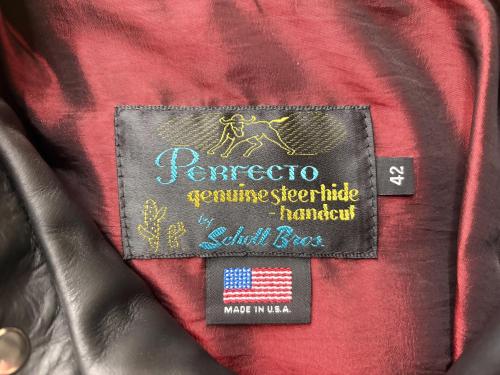 Perfecto
genuine steerhide
-handcut
by Schott Bros.
42
MADE IN U.S.A.